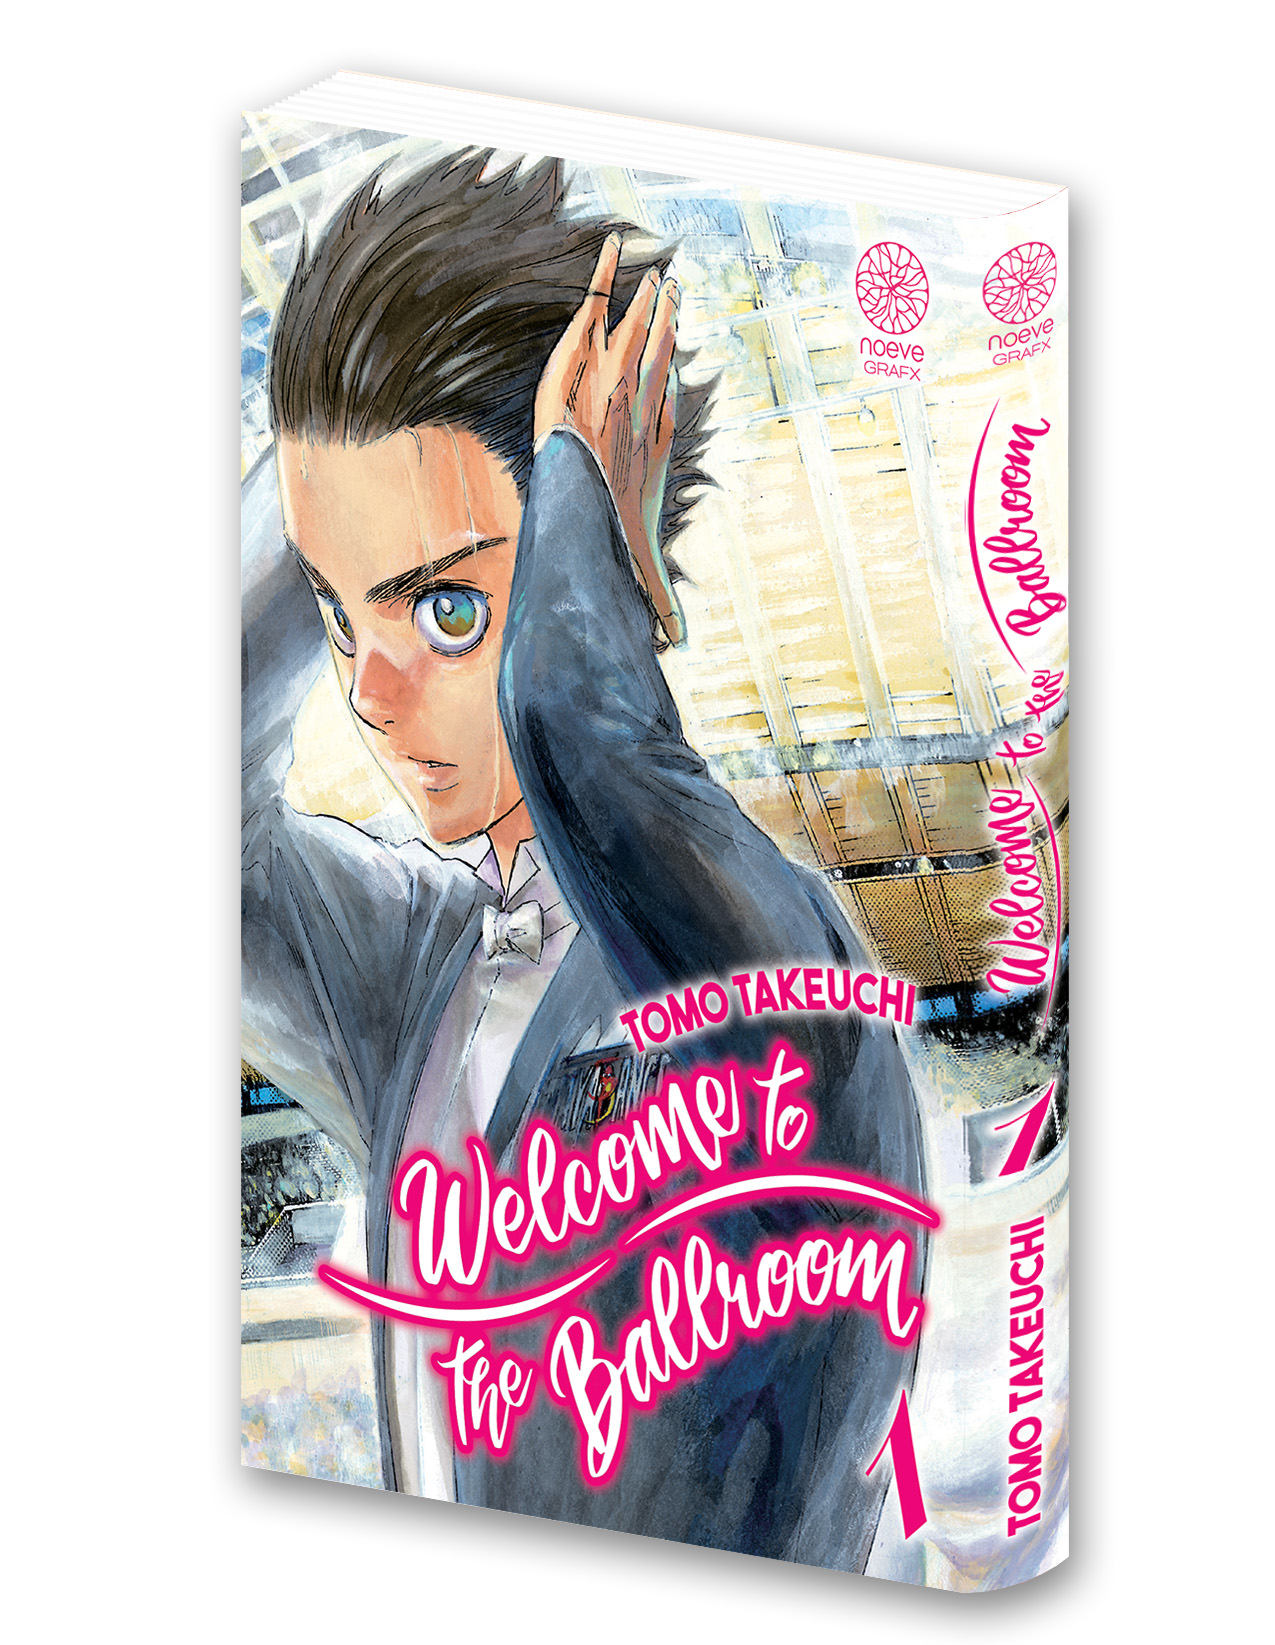 noeve
GRAFX
TOMO TAKEUCHI
Welcome to
the Ballroom
1
noeve
GRAFX
Welcome to the Ballroom
1
TOMO TAKEUCHI